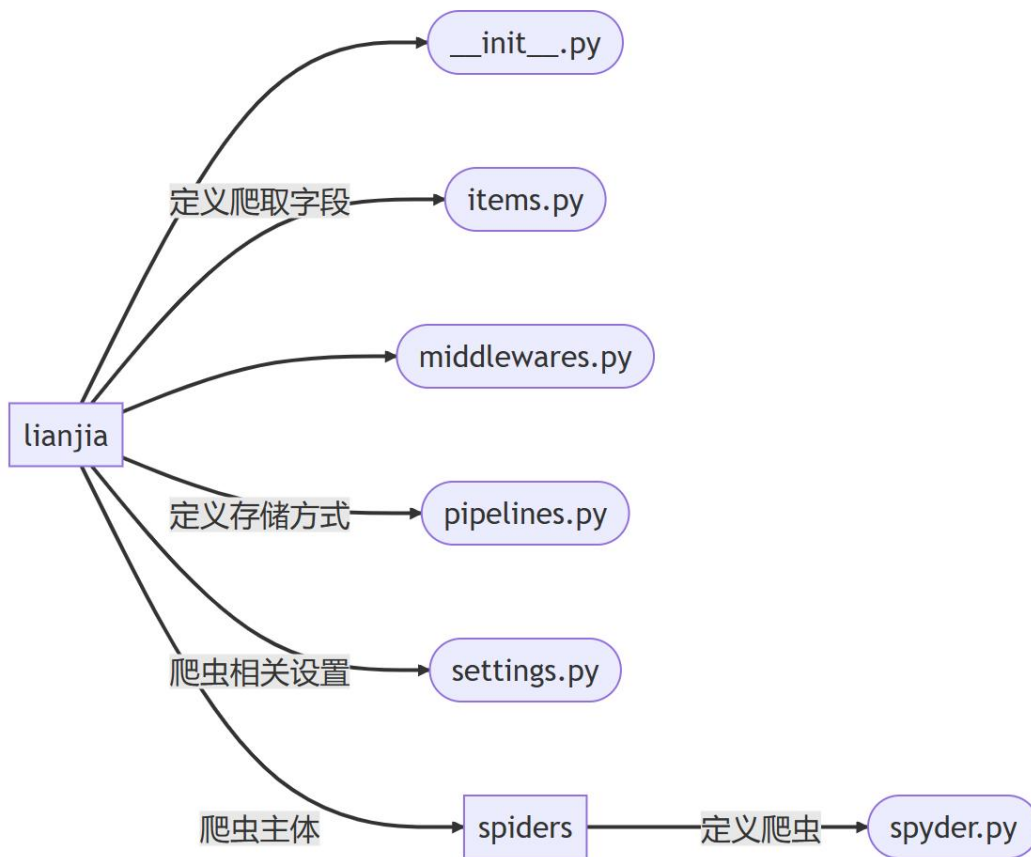 __init__.py
定义爬取字段
items.py
middlewares.py
lianjia
定义存储方式
pipelines.py
爬虫相关设置
settings.py
爬虫主体
spiders
定义爬虫
spyder.py